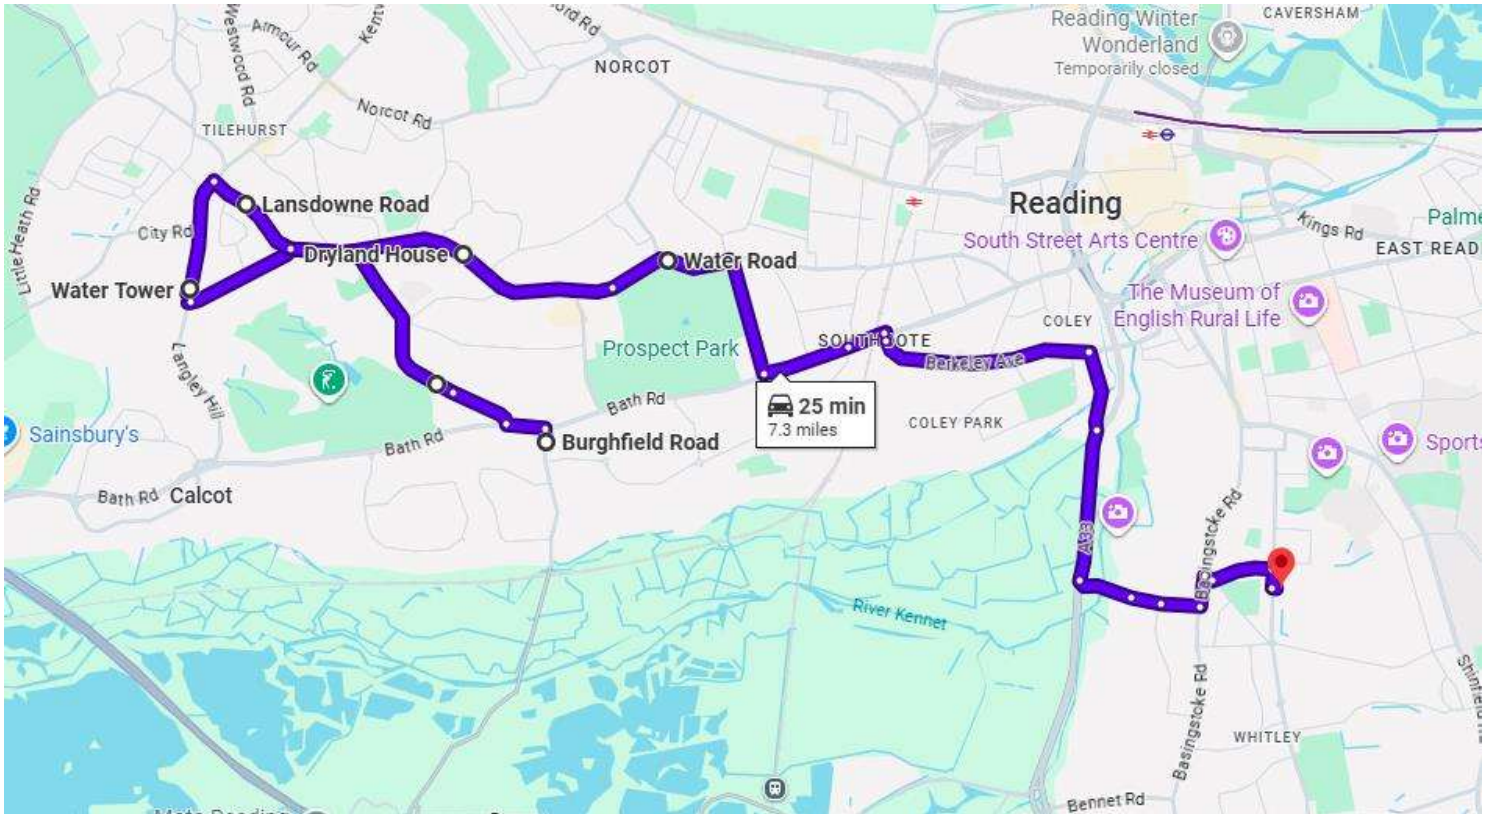 Reading Winter
Wonderland
Temporarily closed
CAVERSHAM
Westwood Rd
Armour Rd
NORCOT
Norcot Rd
TILEHURST
Little Heath Rd
City Rd
Lansdowne Road
Dryland House
Water Tower
Water Road
Reading
South Street Arts Centre
Kings Rd
EAST READ
The Museum of
English Rural Life
COLEY
Prospect Park
Berkeley Ave
Langley Hill
Bath Rd
25 min
7.3 miles
COLEY PARK
Burghfield Road
Sainsbury's
Bath Rd
Bath Rd
Calcot
A33
Basingstoke Rd
River Kennet
Basingstoke Rd
WHITLEY
Bennet Rd